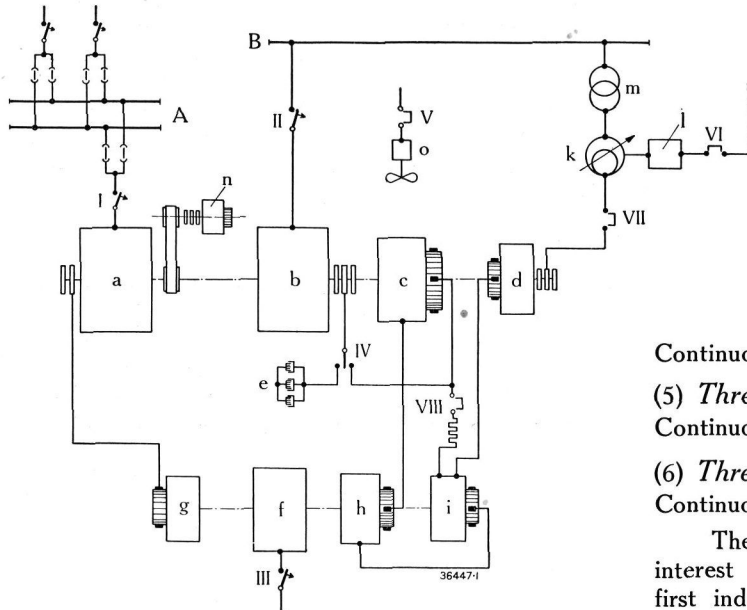 A
B
I
n
a
II
b
V
o
m
k
j
VI
VII
c
d
IV
e
VIII
g
f
h
i
III
36447·1
Continuo
(5) Thre
Continuo
(6) Thre
Continuo
The
interest
first ind